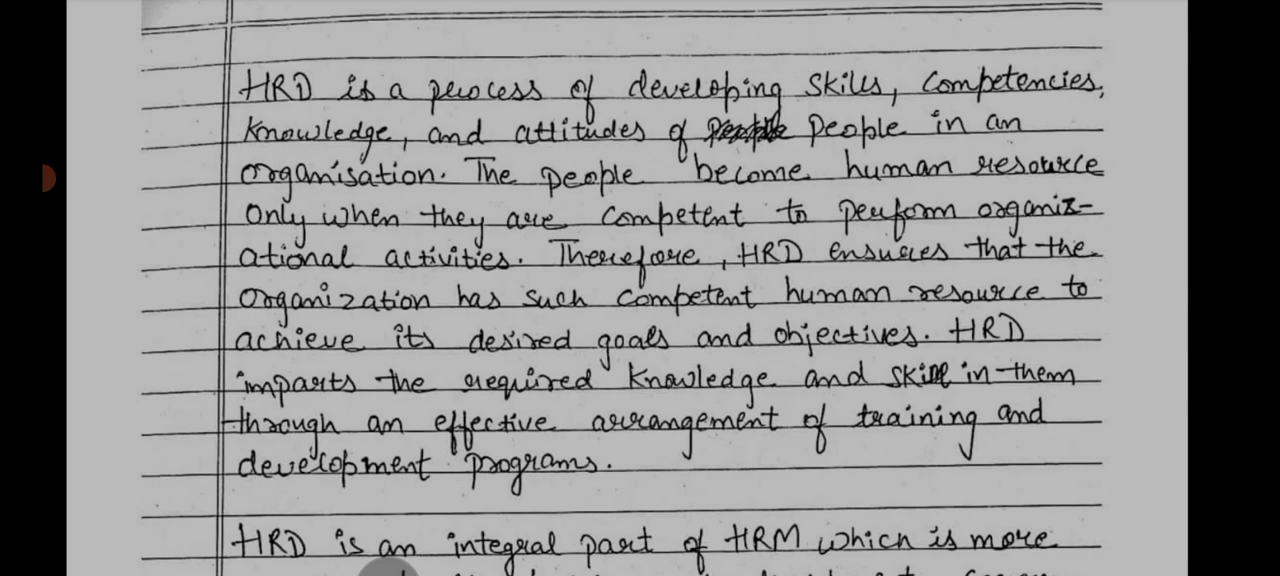 HRD is a process of developing skills, competencies,
knowledge, and attitudes of people in an
organisation. The people become human resource
only when they are competent to perform organiz-
ational activities. Therefore, HRD ensures that the
organization has such competent human resource to
achieve its desired goals and objectives. HRD
imparts the required knowledge and skill in them
through an effective arrangement of training and
development programs.
HRD is an integral part of HRM which is more